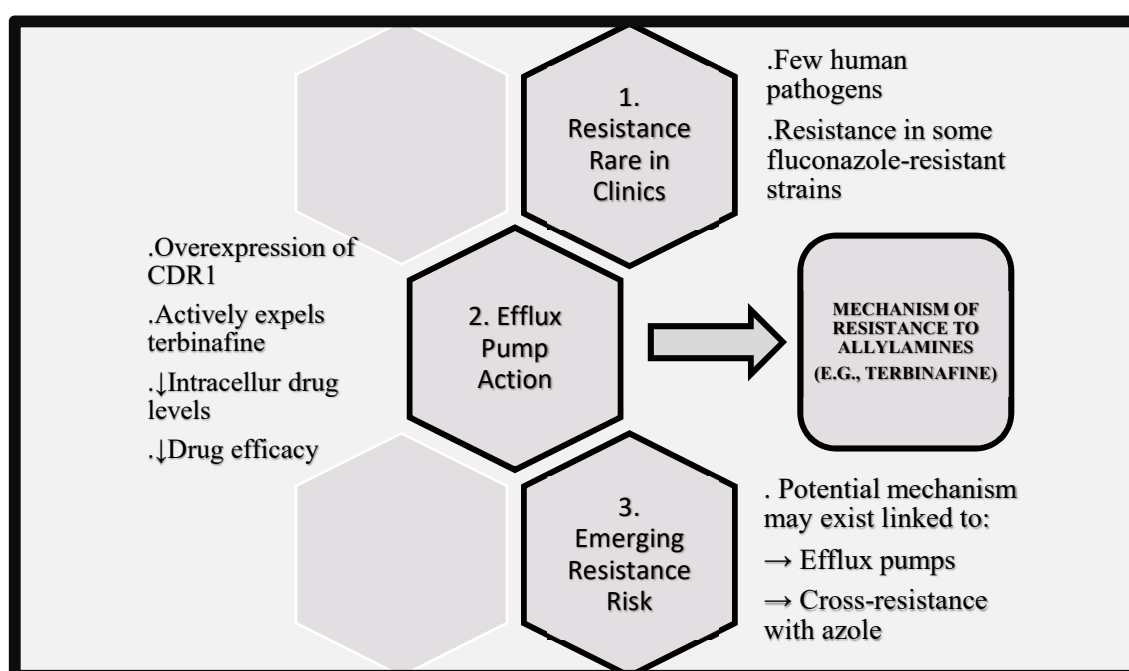 1.
Resistance
Rare in
Clinics
.Few human
pathogens
.Resistance in some
fluconazole-resistant
strains
.Overexpression of
CDR1
.Actively expels
terbinafine
.↓Intracellur drug
levels
.↓Drug efficacy
2. Efflux
Pump
Action
MECHANISM OF
RESISTANCE TO
ALLYLAMINES
(E.G., TERBINAFINE)
3.
Emerging
Resistance
Risk
. Potential mechanism
may exist linked to:
→ Efflux pumps
→ Cross-resistance
with azole